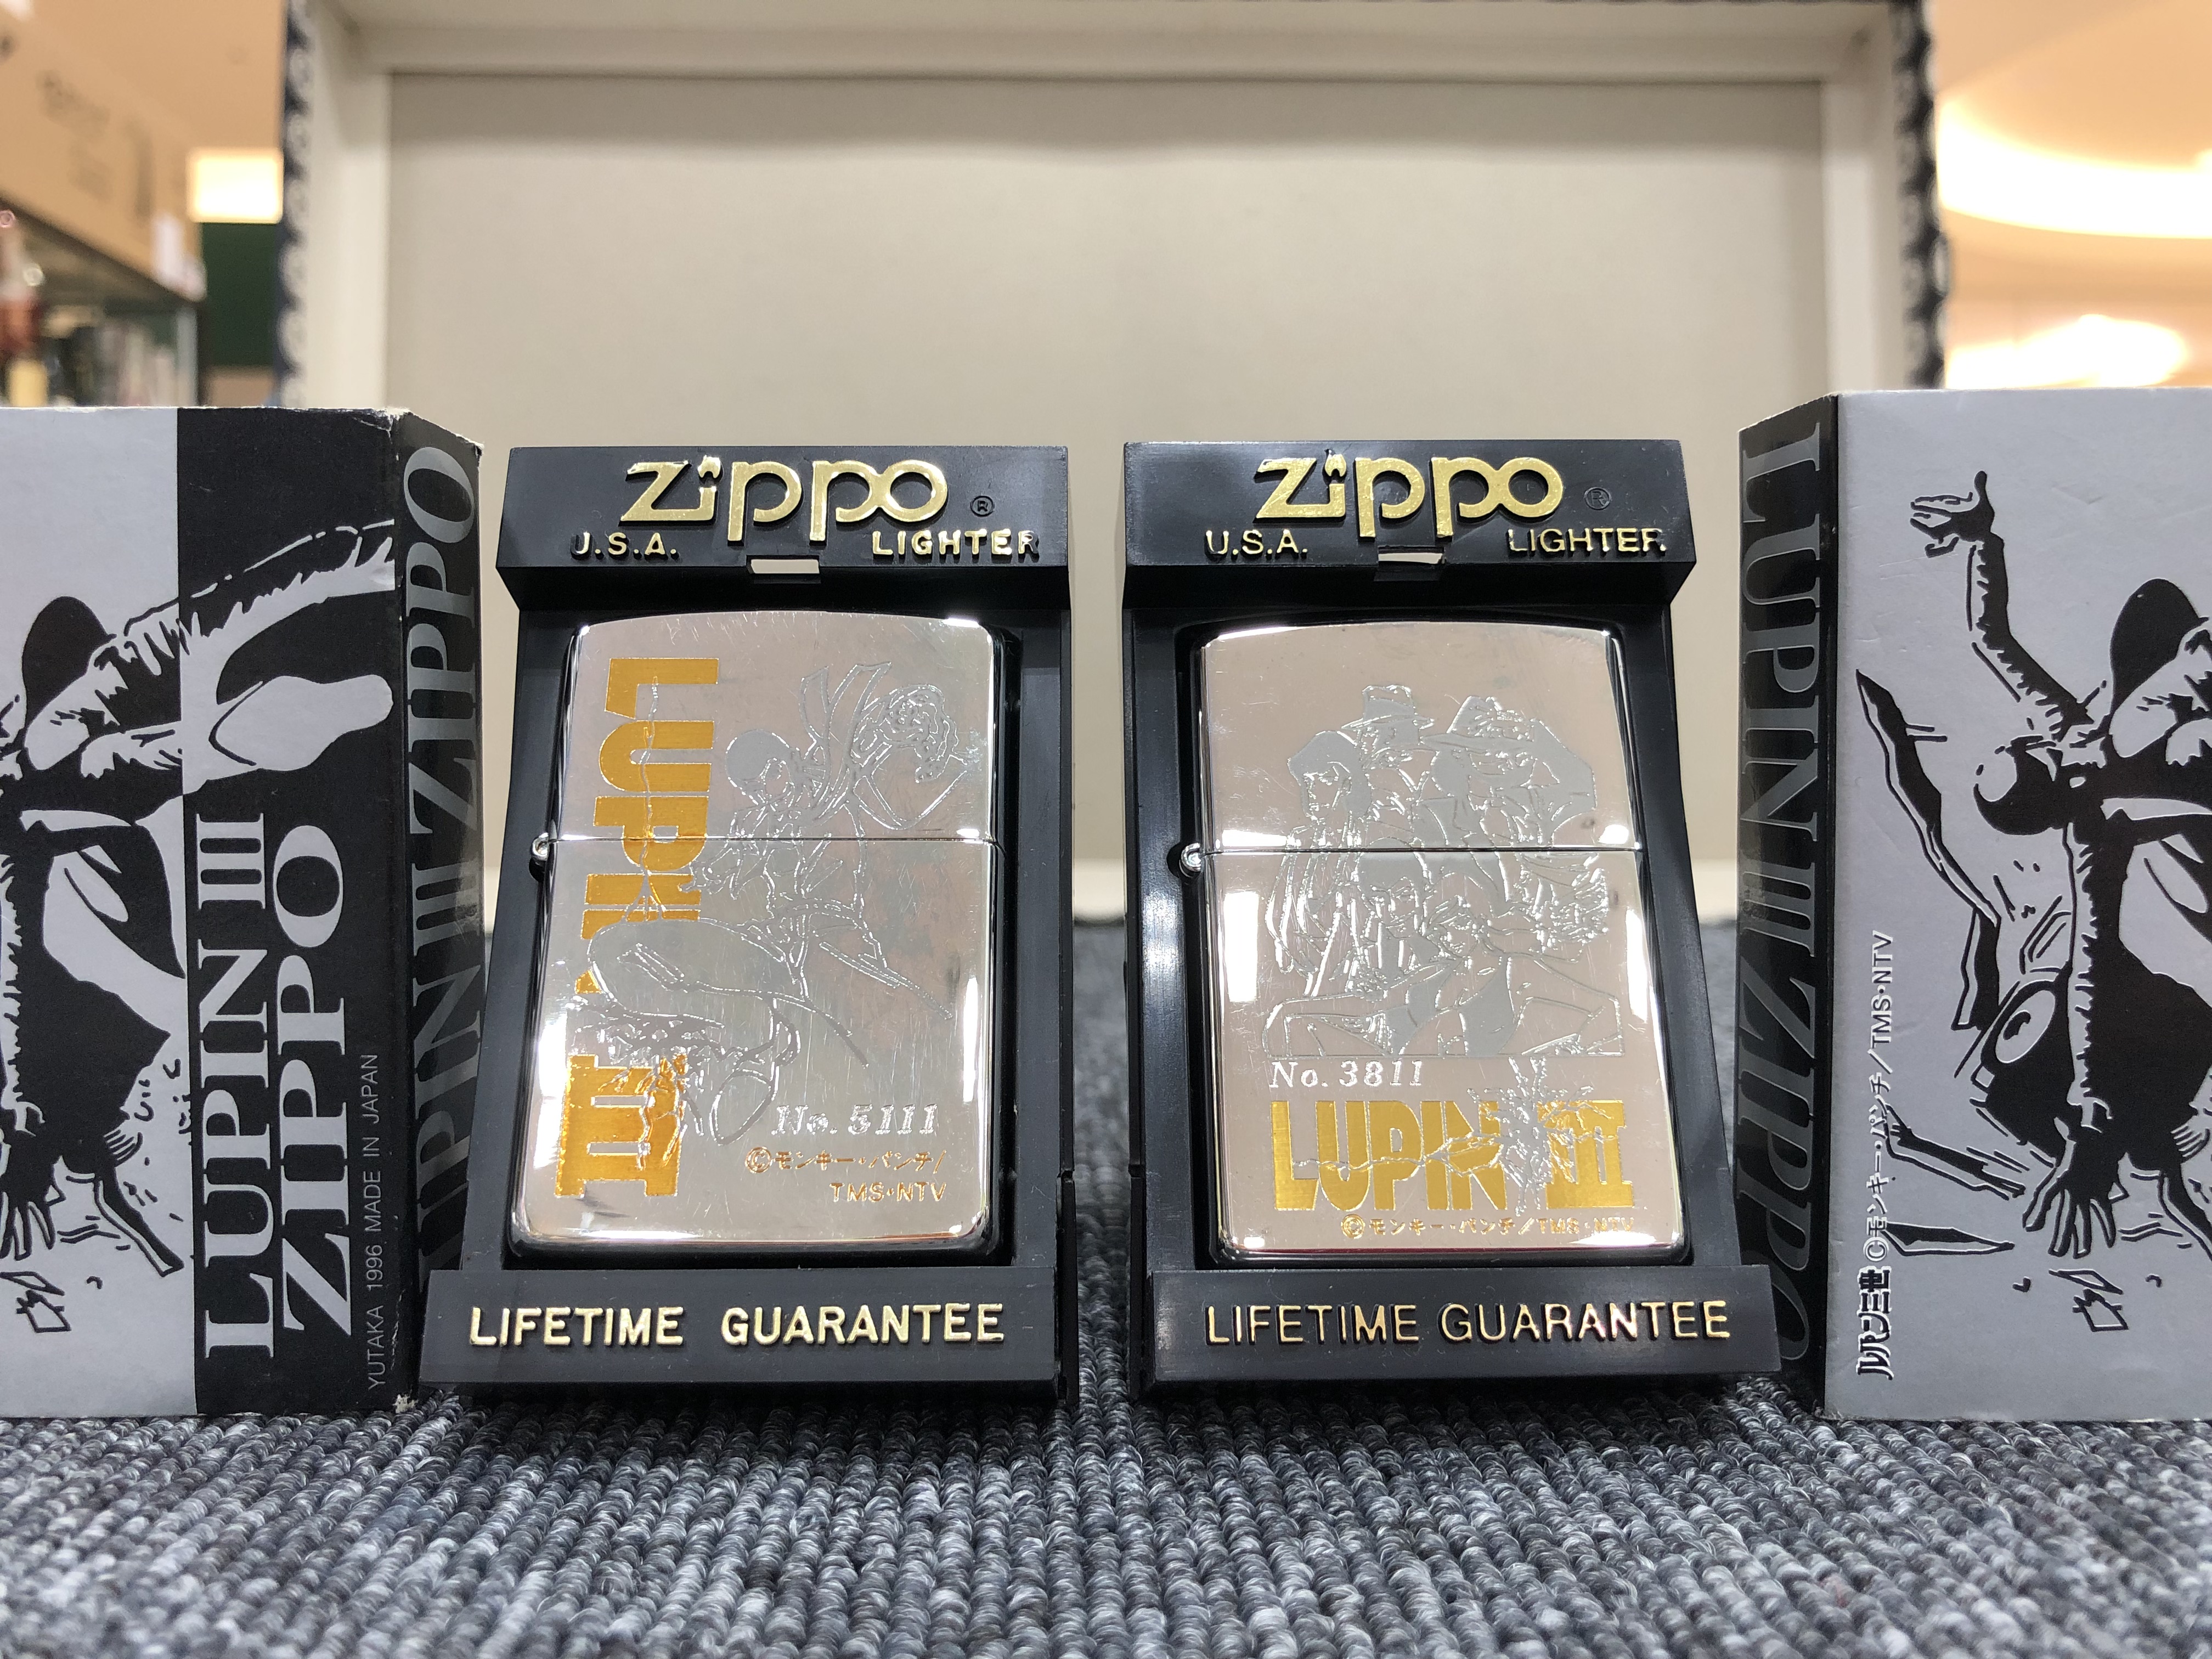 LUPIN III
ZIPPO
YUTAKA 1996 MADE IN JAPAN
LUPIN III ZIPPO
Zippo ®
U.S.A. LIGHTER
LUPIN III
No. 5111
©モンキー・パンチ/
TMS・NTV
LIFETIME GUARANTEE
Zippo ®
U.S.A. LIGHTER
No. 3811
LUPIN III
©モンキー・パンチ/TMS・NTV
LIFETIME GUARANTEE
LUPIN III ZIPPO
ルパン三世 ©モンキー・パンチ/TMS・NTV